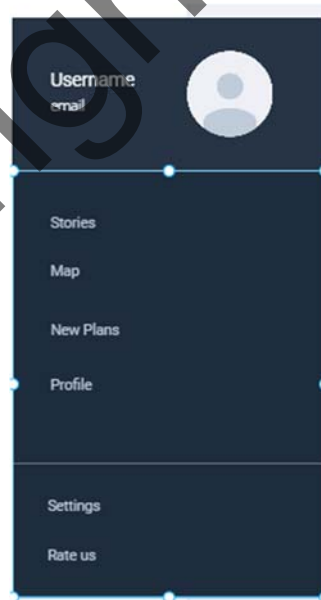 Username
email
Stories
Map
New Plans
Profile
Settings
Rate us